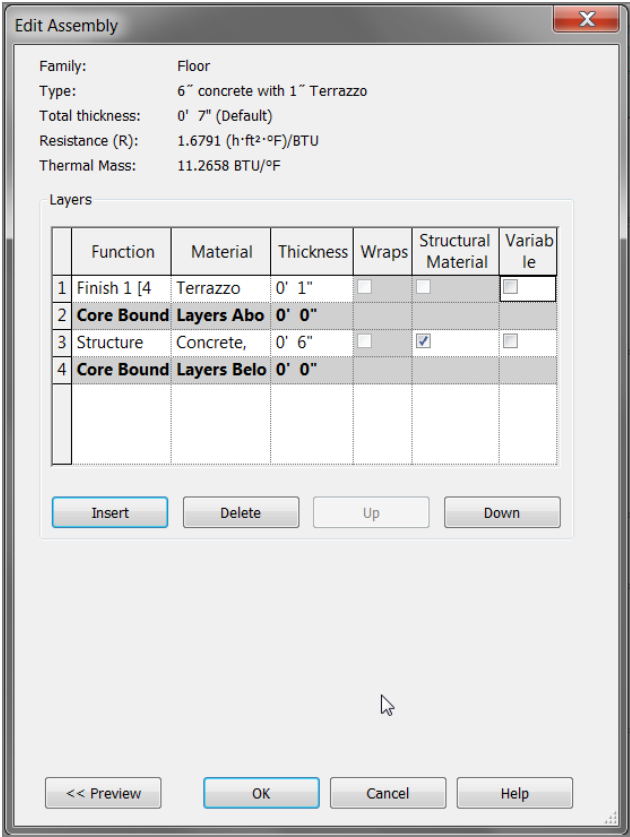 Edit Assembly
Family: Floor
Type: 6˝ concrete with 1˝ Terrazzo
Total thickness: 0' 7" (Default)
Resistance (R): 1.6791 (h·ft²·°F)/BTU
Thermal Mass: 11.2658 BTU/°F
Layers
Function Material Thickness Wraps Structural Material Variable
1 Finish 1 [4 Terrazzo 0' 1"
2 Core Bound Layers Abo 0' 0"
3 Structure Concrete, 0' 6"
4 Core Bound Layers Belo 0' 0"
Insert Delete Up Down
<< Preview OK Cancel Help